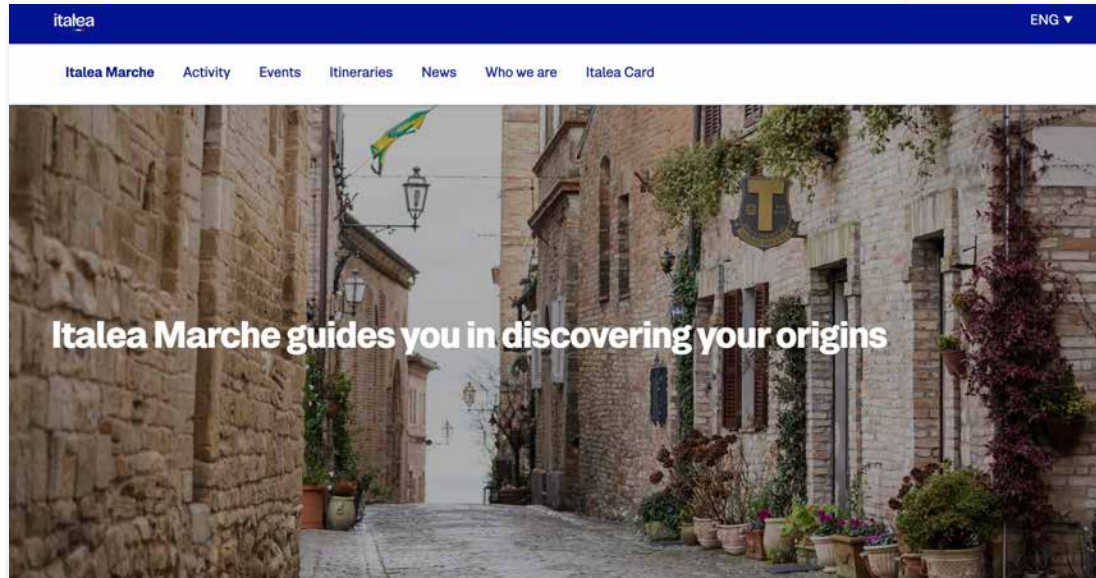 italea
ENG ▼
Italea Marche Activity Events Itineraries News Who we are Italea Card
T
Italea Marche guides you in discovering your origins